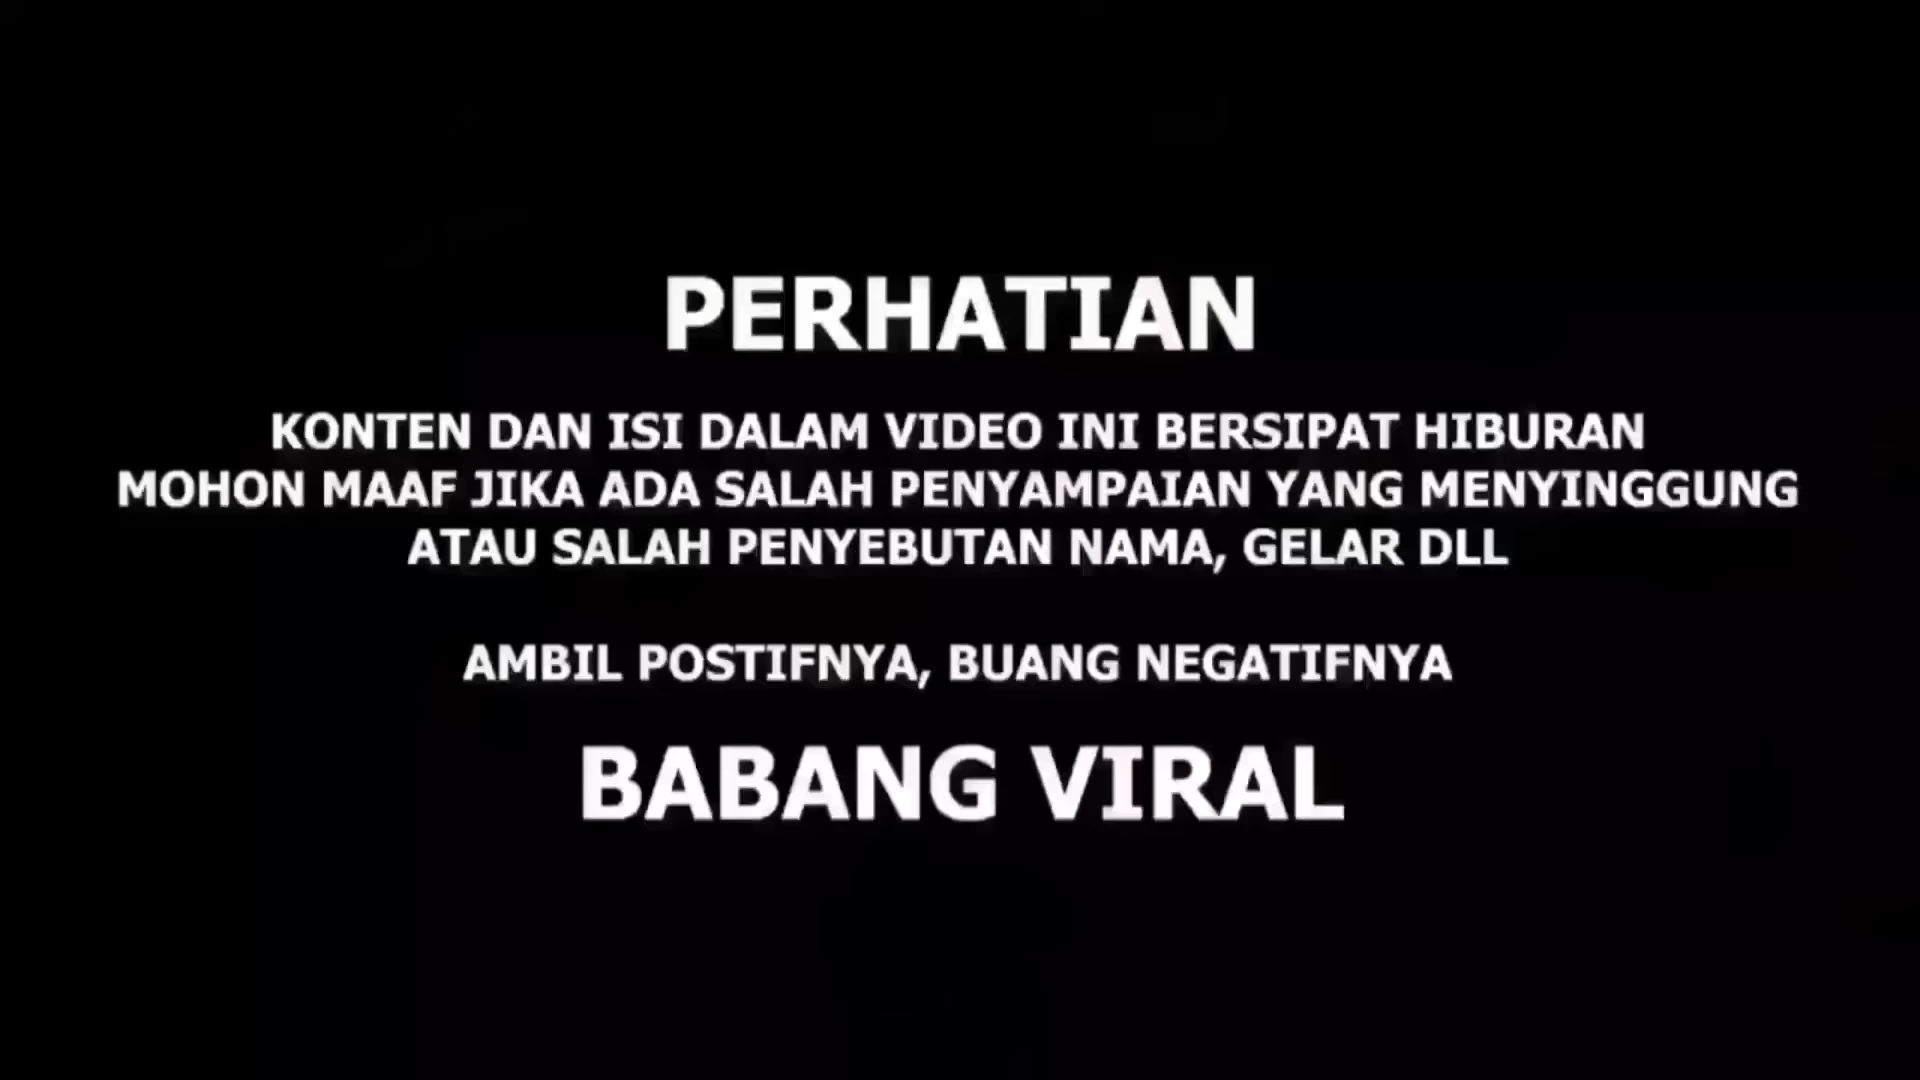 PERHATIAN
KONTEN DAN ISI DALAM VIDEO INI BERSIPAT HIBURAN
MOHON MAAF JIKA ADA SALAH PENYAMPAIAN YANG MENYINGGUNG
ATAU SALAH PENYEBUTAN NAMA, GELAR DLL
AMBIL POSTIFNYA, BUANG NEGATIFNYA
BABANG VIRAL